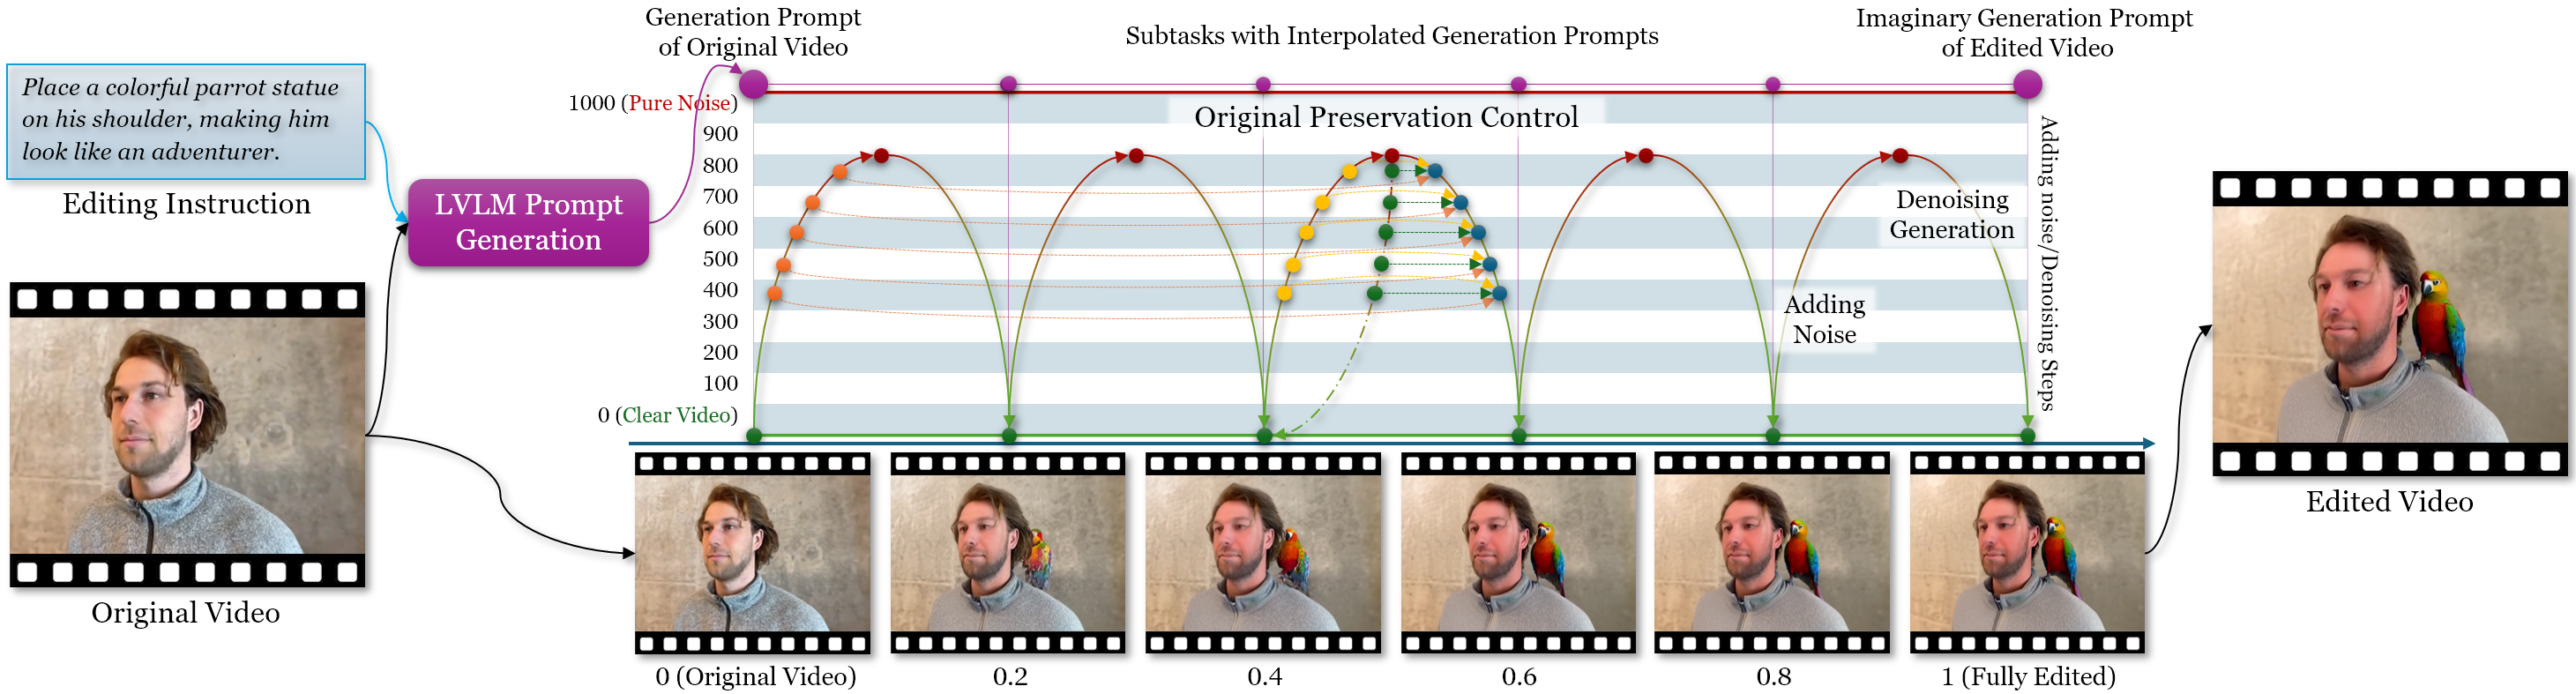 Generation Prompt
of Original Video
Subtasks with Interpolated Generation Prompts
Imaginary Generation Prompt
of Edited Video
Place a colorful parrot statue
on his shoulder, making him
look like an adventurer.
Editing Instruction
LVLM Prompt
Generation
Original Video
1000 (Pure Noise)
900
800
700
600
500
400
300
200
100
0 (Clear Video)
Original Preservation Control
Denoising
Generation
Adding
Noise
Adding noise/Denoising Steps
0 (Original Video)
0.2
0.4
0.6
0.8
1 (Fully Edited)
Edited Video